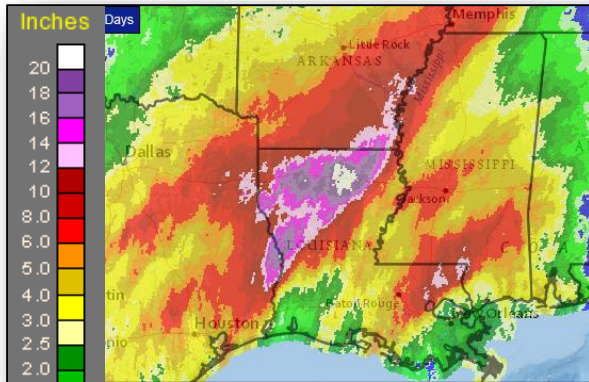 Inches
20
18
16
14
12
10
8.0
6.0
5.0
4.0
3.0
2.5
2.0
Days
Memphis
Little Rock
ARKANSAS
Mississippi
Dallas
MISSISSIPPI
Jackson
LOUISIANA
Baton Rouge
New Orleans
Houston